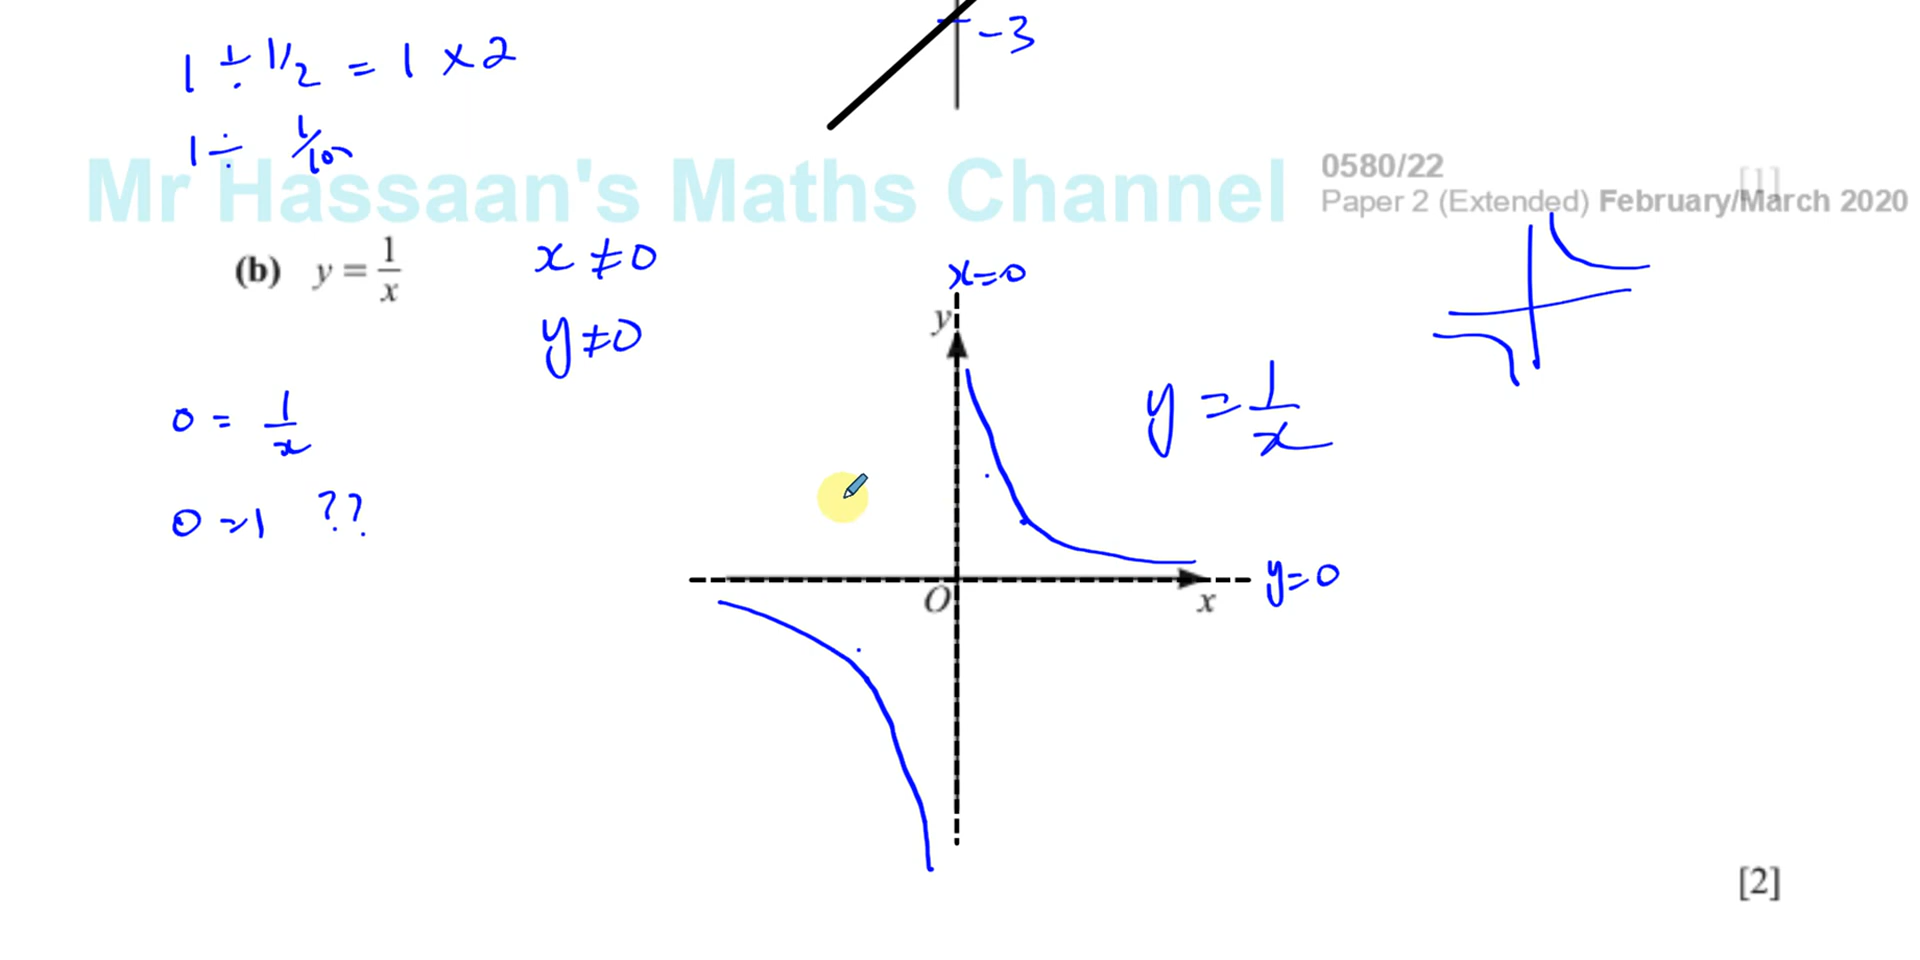 -3
1 ÷ 1/2 = 1 × 2
1 ÷ 1/10
Mr Hassaan's Maths Channel
0580/22
[1]
Paper 2 (Extended) February/March 2020
(b) y = 1/x
x ≠ 0
y ≠ 0
x=0
y
y = 1/x
0 = 1/x
0 = 1 ??
O
x
y=0
[2]